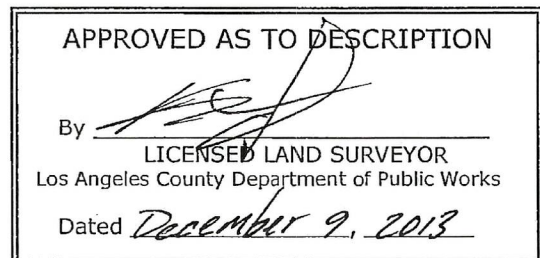 APPROVED AS TO DESCRIPTION
By
LICENSED LAND SURVEYOR
Los Angeles County Department of Public Works
Dated December 9, 2013